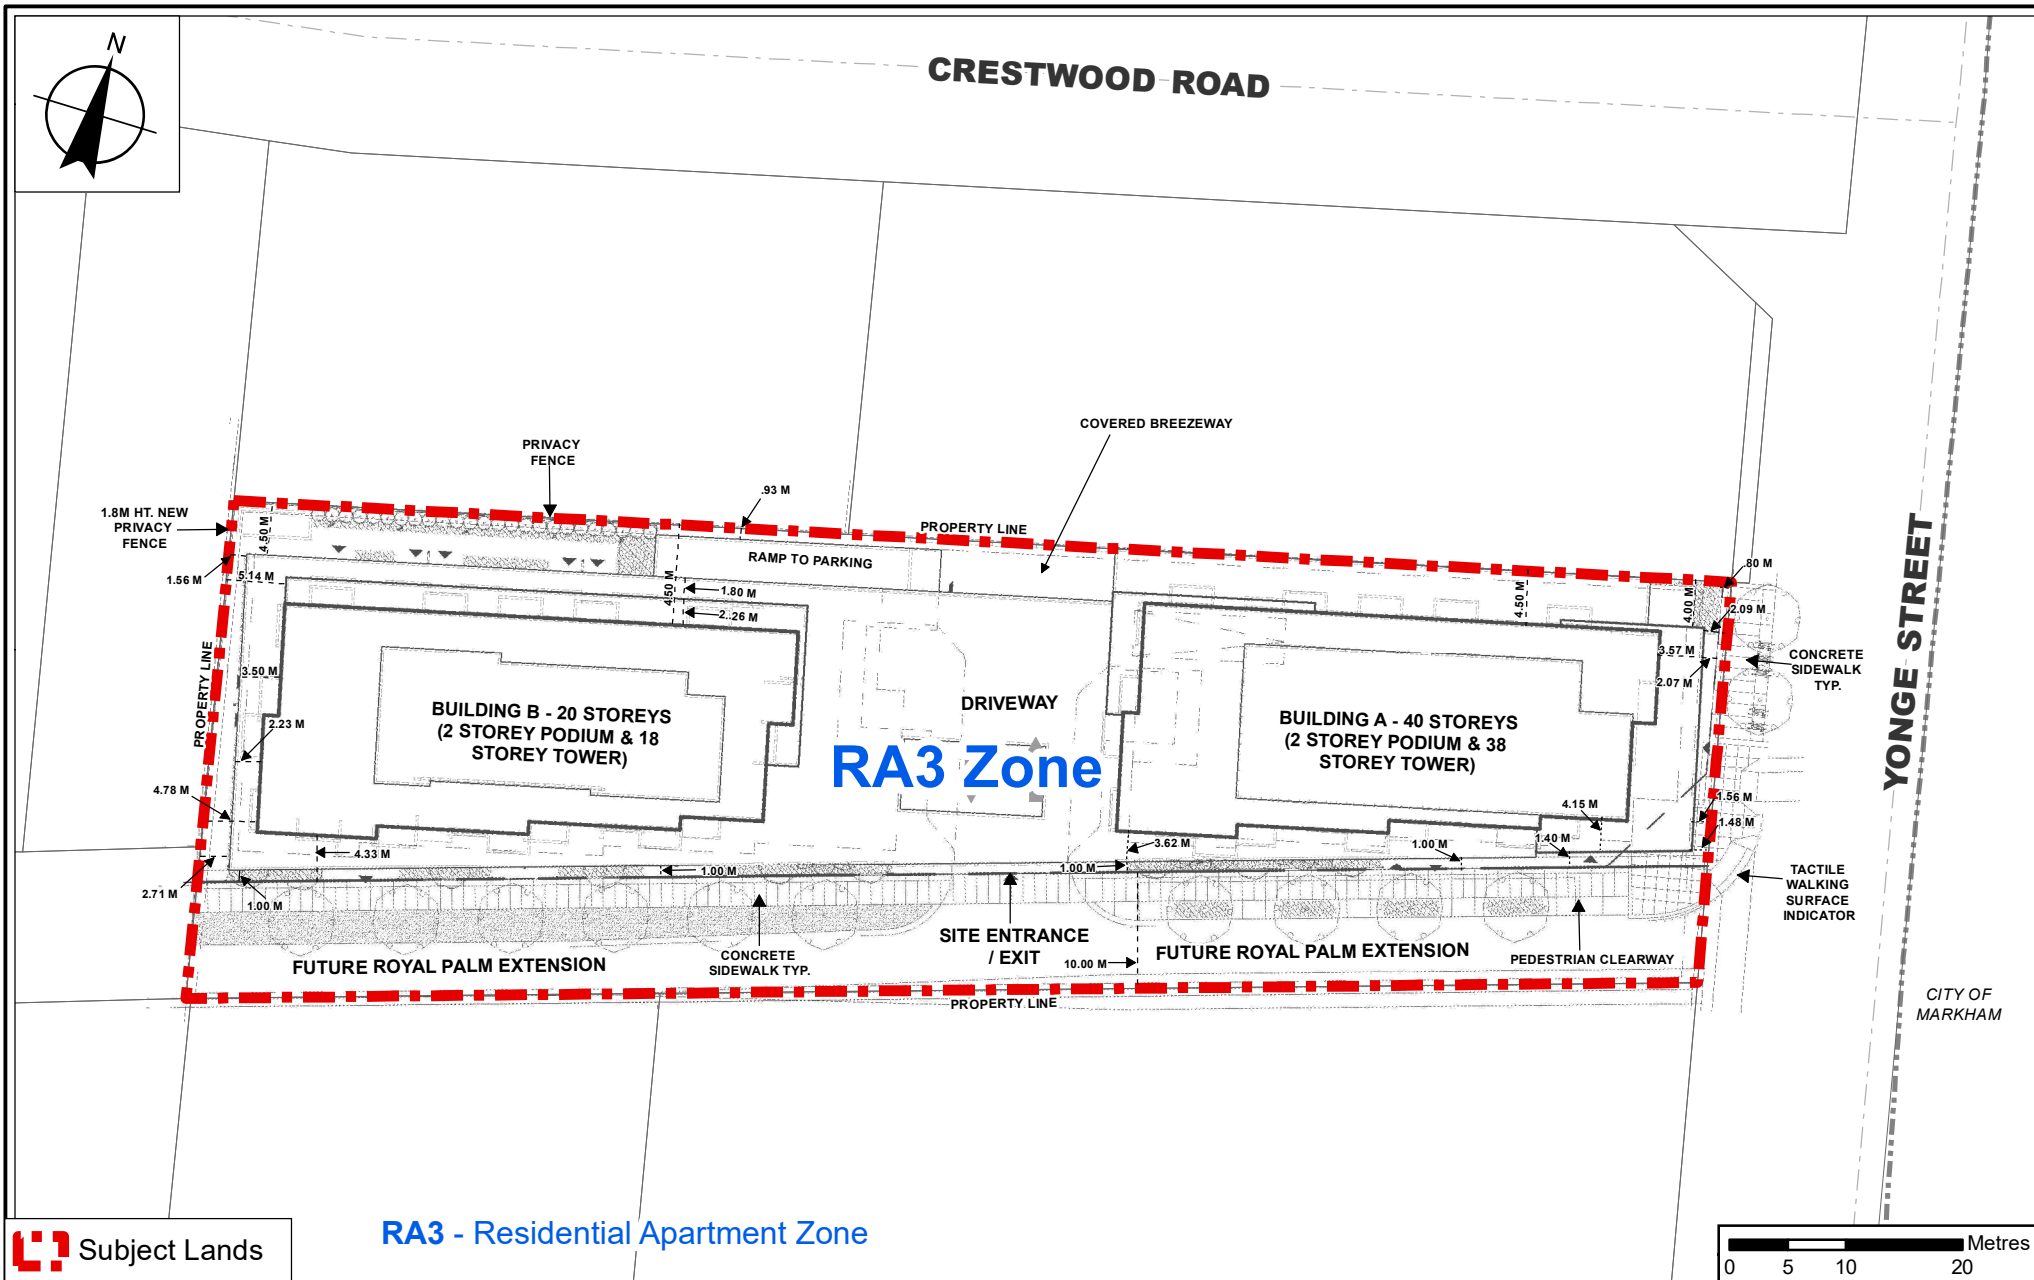 N
CRESTWOOD ROAD
YONGE STREET
COVERED BREEZEWAY
PRIVACY
FENCE
.93 M
1.8M HT. NEW
PRIVACY
FENCE
PROPERTY LINE
4.50 M
RAMP TO PARKING
.80 M
1.56 M
5.14 M
4.50 M
1.80 M
4.50 M
4.00 M
2.09 M
2..26 M
3.57 M
CONCRETE
SIDEWALK
TYP.
PROPERTY LINE
3.50 M
2.07 M
DRIVEWAY
BUILDING B - 20 STOREYS
(2 STOREY PODIUM & 18
STOREY TOWER)
BUILDING A - 40 STOREYS
(2 STOREY PODIUM & 38
STOREY TOWER)
2.23 M
RA3 Zone
4.78 M
1.56 M
4.15 M
1.48 M
4.33 M
3.62 M
1.00 M
1.40 M
1.00 M
1.00 M
2.71 M
1.00 M
TACTILE
WALKING
SURFACE
INDICATOR
SITE ENTRANCE
/ EXIT
FUTURE ROYAL PALM EXTENSION
CONCRETE
SIDEWALK TYP.
10.00 M
FUTURE ROYAL PALM EXTENSION
PEDESTRIAN CLEARWAY
PROPERTY LINE
CITY OF
MARKHAM
Subject Lands
RA3 - Residential Apartment Zone
Metres
0 5 10 20